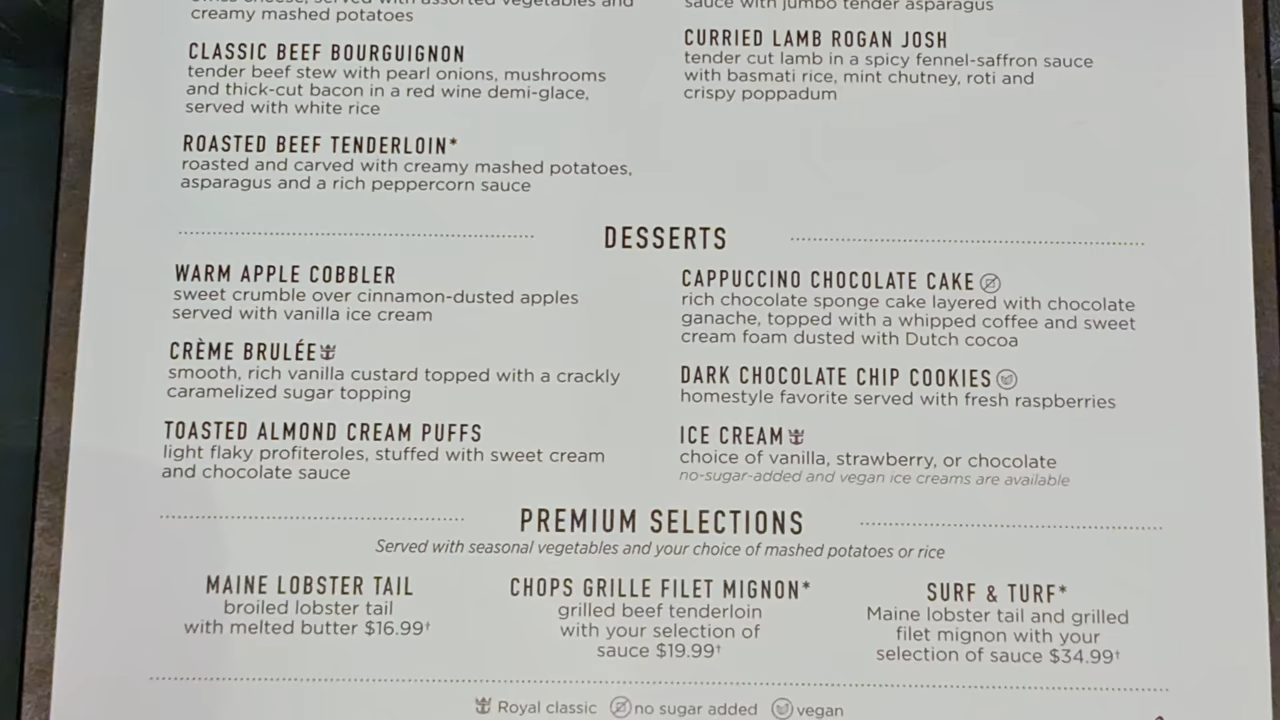 creamy mashed potatoes
CLASSIC BEEF BOURGUIGNON
tender beef stew with pearl onions, mushrooms
and thick-cut bacon in a red wine demi-glace,
served with white rice
ROASTED BEEF TENDERLOIN*
roasted and carved with creamy mashed potatoes,
asparagus and a rich peppercorn sauce
sauce with jumbo tender asparagus
CURRIED LAMB ROGAN JOSH
tender cut lamb in a spicy fennel-saffron sauce
with basmati rice, mint chutney, roti and
crispy poppadum
DESSERTS
WARM APPLE COBBLER
sweet crumble over cinnamon-dusted apples
served with vanilla ice cream
CRÈME BRULÉE
smooth, rich vanilla custard topped with a crackly
caramelized sugar topping
TOASTED ALMOND CREAM PUFFS
light flaky profiteroles, stuffed with sweet cream
and chocolate sauce
CAPPUCCINO CHOCOLATE CAKE
rich chocolate sponge cake layered with chocolate
ganache, topped with a whipped coffee and sweet
cream foam dusted with Dutch cocoa
DARK CHOCOLATE CHIP COOKIES
homestyle favorite served with fresh raspberries
ICE CREAM
choice of vanilla, strawberry, or chocolate
no-sugar-added and vegan ice creams are available
PREMIUM SELECTIONS
Served with seasonal vegetables and your choice of mashed potatoes or rice
MAINE LOBSTER TAIL
broiled lobster tail
with melted butter $16.99†
CHOPS GRILLE FILET MIGNON*
grilled beef tenderloin
with your selection of
sauce $19.99†
SURF & TURF*
Maine lobster tail and grilled
filet mignon with your
selection of sauce $34.99†
Royal classic no sugar added vegan